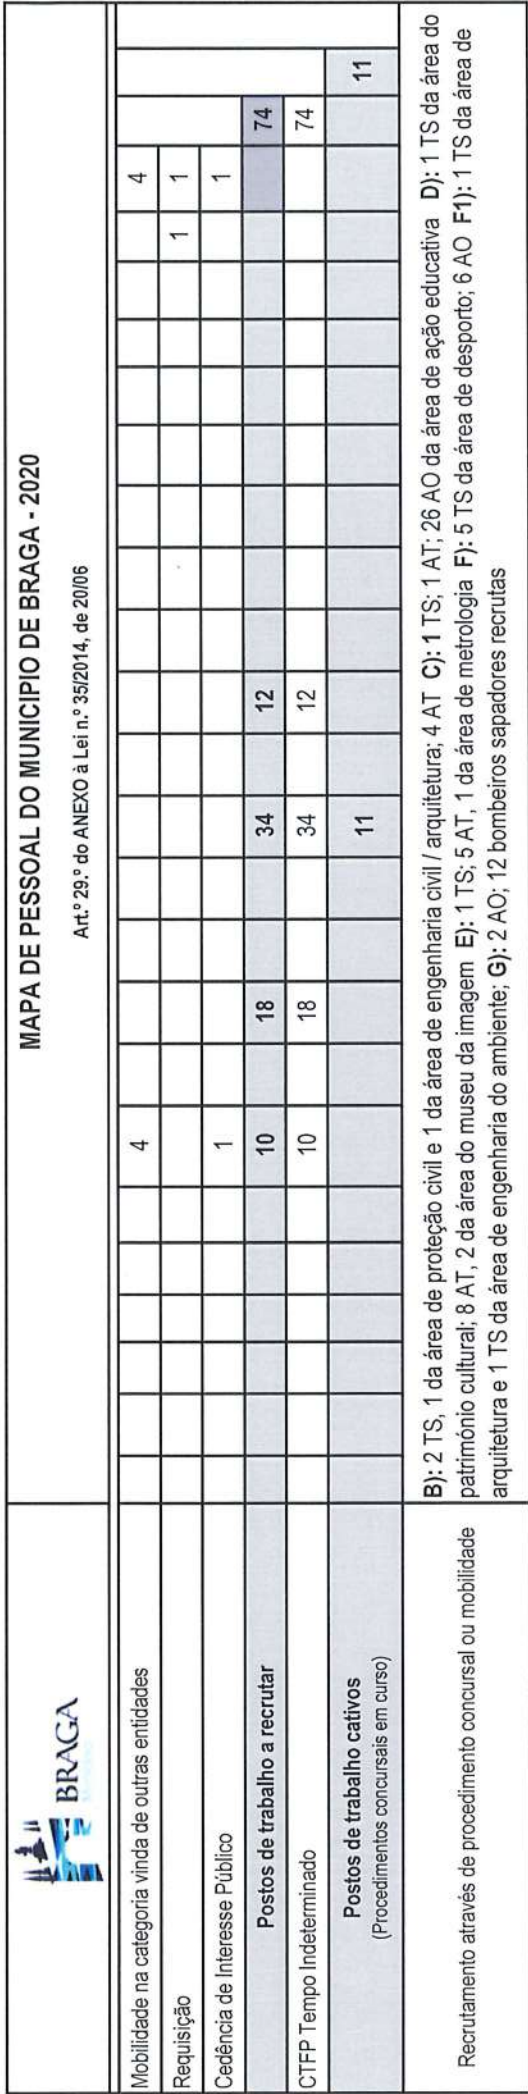 BRAGA
MAPA DE PESSOAL DO MUNICIPIO DE BRAGA - 2020
Art.º 29.º do ANEXO à Lei n.º 35/2014, de 20/06
Mobilidade na categoria vinda de outras entidades 4 4
Requisição 1 1
Cedência de Interesse Público 1 1
Postos de trabalho a recrutar 10 18 34 12 74
CTFP Tempo Indeterminado 10 18 34 12 74
Postos de trabalho cativos
(Procedimentos concursais em curso) 11 11
Recrutamento através de procedimento concursal ou mobilidade
B): 2 TS, 1 da área de proteção civil e 1 da área de engenharia civil / arquitetura; 4 AT C): 1 TS; 1 AT; 26 AO da área de ação educativa D): 1 TS da área do
património cultural; 8 AT, 2 da área do museu da imagem E): 1 TS; 5 AT, 1 da área de metrologia F): 5 TS da área de desporto; 6 AO F1): 1 TS da área de
arquitetura e 1 TS da área de engenharia do ambiente; G): 2 AO; 12 bombeiros sapadores recrutas